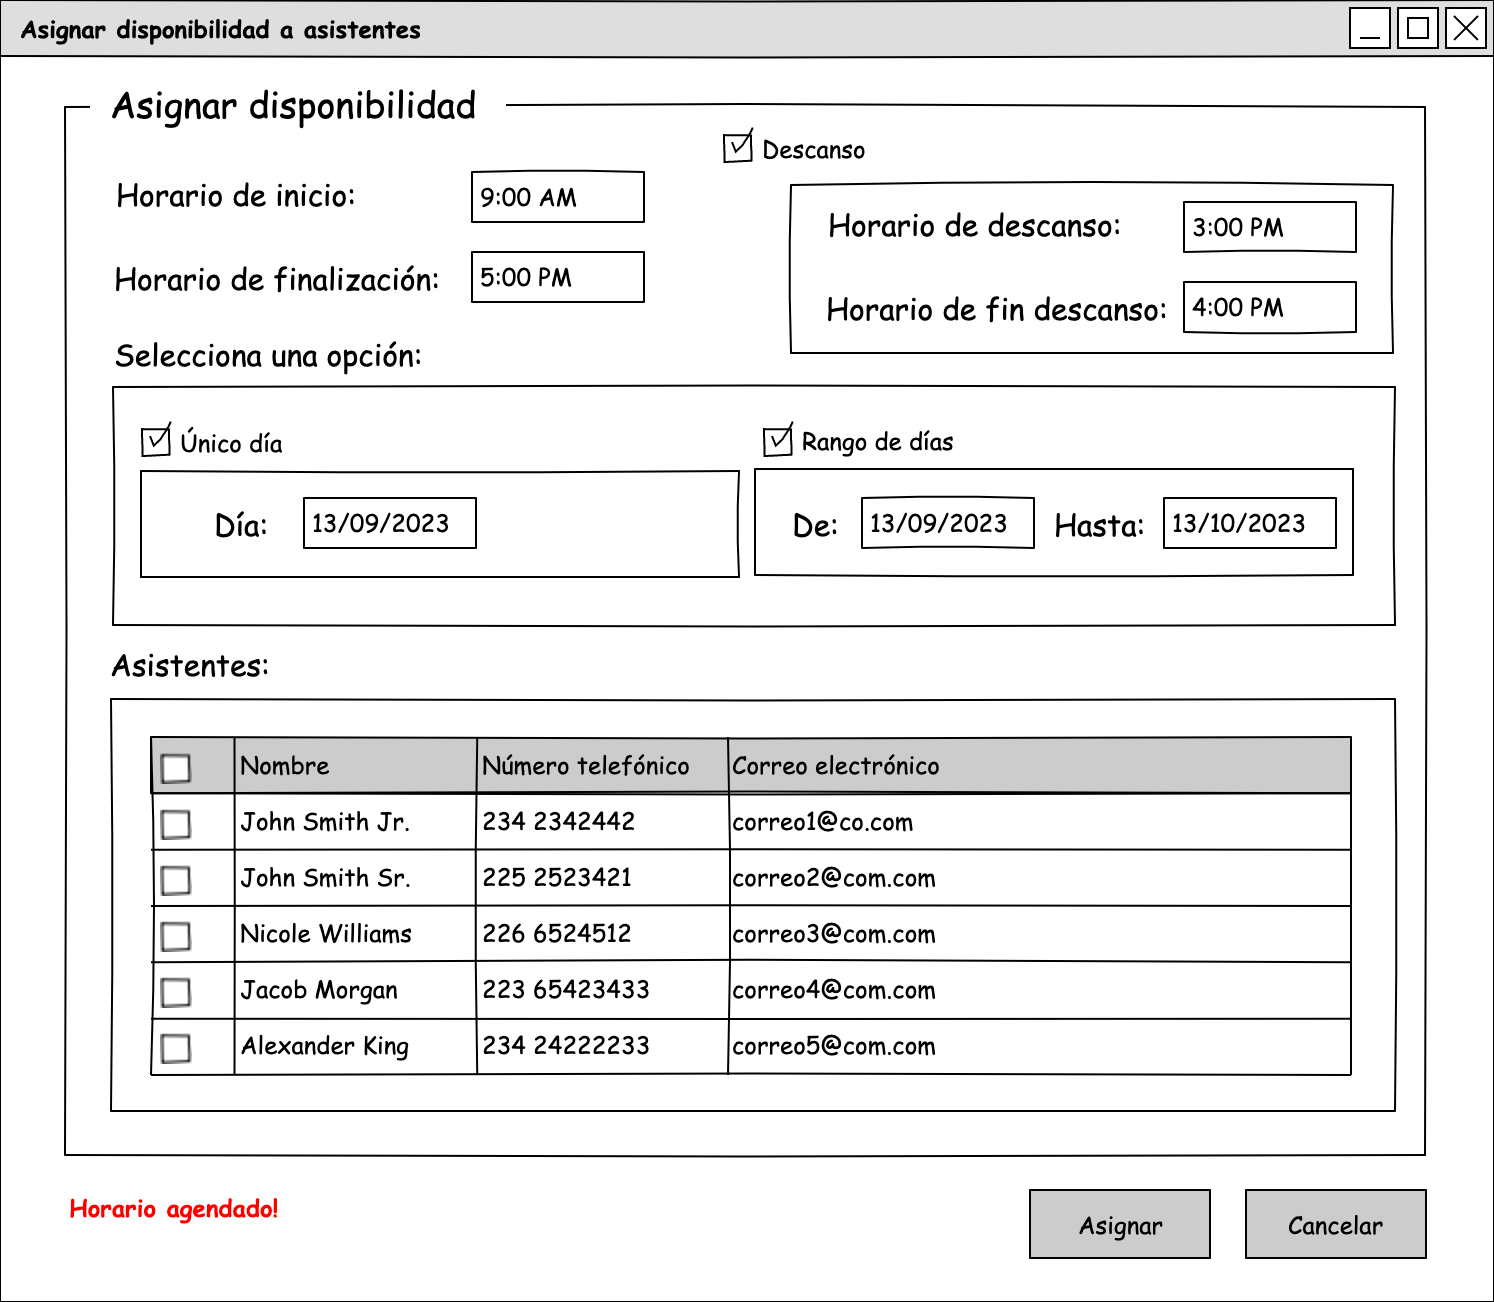 Asignar disponibilidad a asistentes
Asignar disponibilidad
Descanso
Horario de inicio: 9:00 AM
Horario de finalización: 5:00 PM
Horario de descanso: 3:00 PM
Horario de fin descanso: 4:00 PM
Selecciona una opción:
Único día
Día: 13/09/2023
Rango de días
De: 13/09/2023 Hasta: 13/10/2023
Asistentes:
Nombre Número telefónico Correo electrónico
John Smith Jr. 234 2342442 correo1@co.com
John Smith Sr. 225 2523421 correo2@com.com
Nicole Williams 226 6524512 correo3@com.com
Jacob Morgan 223 65423433 correo4@com.com
Alexander King 234 24222233 correo5@com.com
Horario agendado!
Asignar
Cancelar